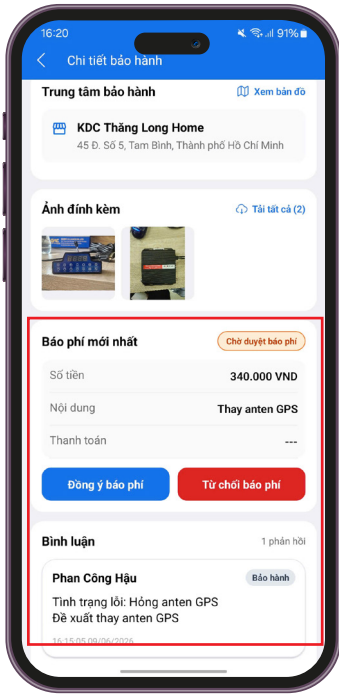 16:20
91%
Chi tiết bảo hành
Trung tâm bảo hành
Xem bản đồ
KDC Thăng Long Home
45 Đ. Số 5, Tam Bình, Thành phố Hồ Chí Minh
Ảnh đính kèm
Tải tất cả (2)
Báo phí mới nhất
Chờ duyệt báo phí
Số tiền
340.000 VND
Nội dung
Thay anten GPS
Thanh toán
---
Đồng ý báo phí
Từ chối báo phí
Bình luận
1 phản hồi
Phan Công Hậu
Bảo hành
Tình trạng lỗi: Hỏng anten GPS
Đề xuất thay anten GPS
16:15:05 09/06/2026